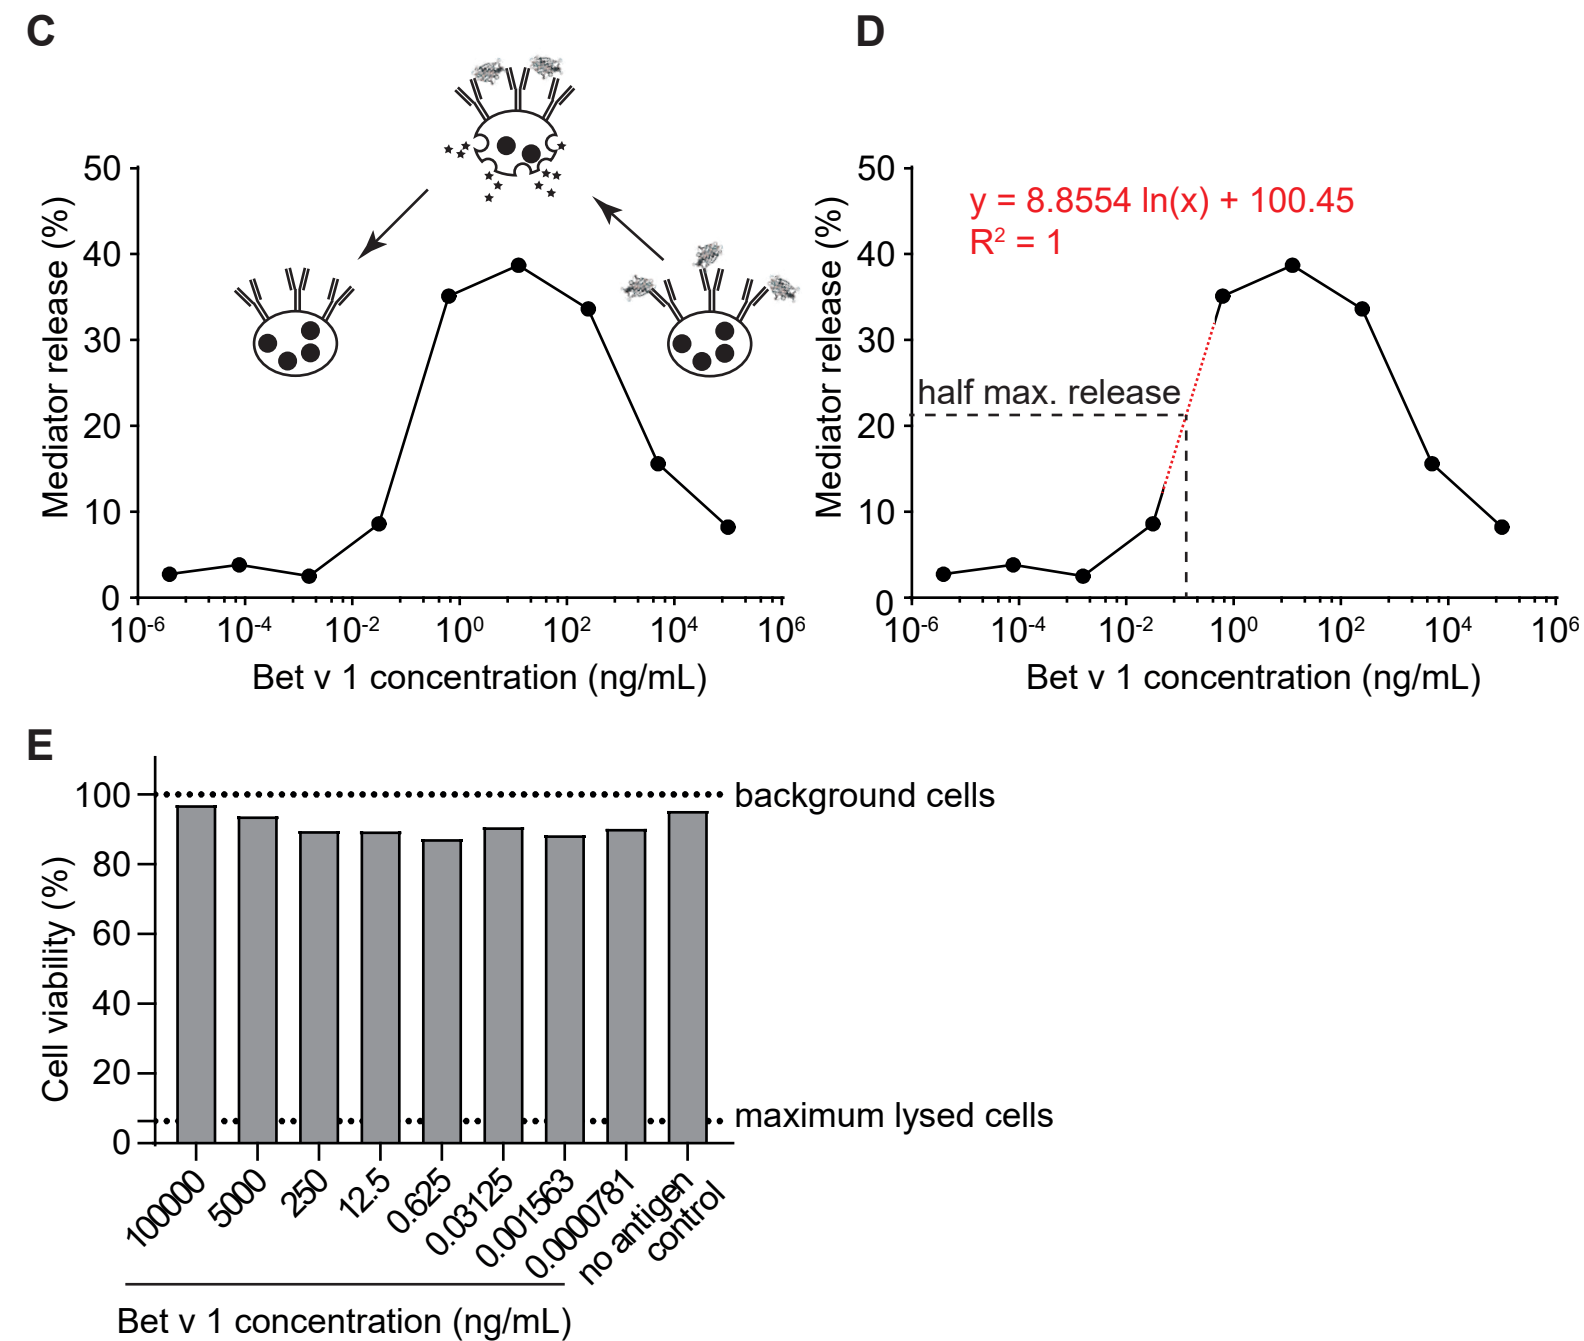 C
Mediator release (%)
50
40
30
20
10
0
10-6 10-4 10-2 100 102 104 106
Bet v 1 concentration (ng/mL)
D
Mediator release (%)
50
40
30
20
10
0
y = 8.8554 ln(x) + 100.45
R2 = 1
half max. release
10-6 10-4 10-2 100 102 104 106
Bet v 1 concentration (ng/mL)
E
Cell viability (%)
100
80
60
40
20
0
background cells
maximum lysed cells
100000
5000
250
12.5
0.625
0.03125
0.001563
0.0000781
no antigen
control
Bet v 1 concentration (ng/mL)